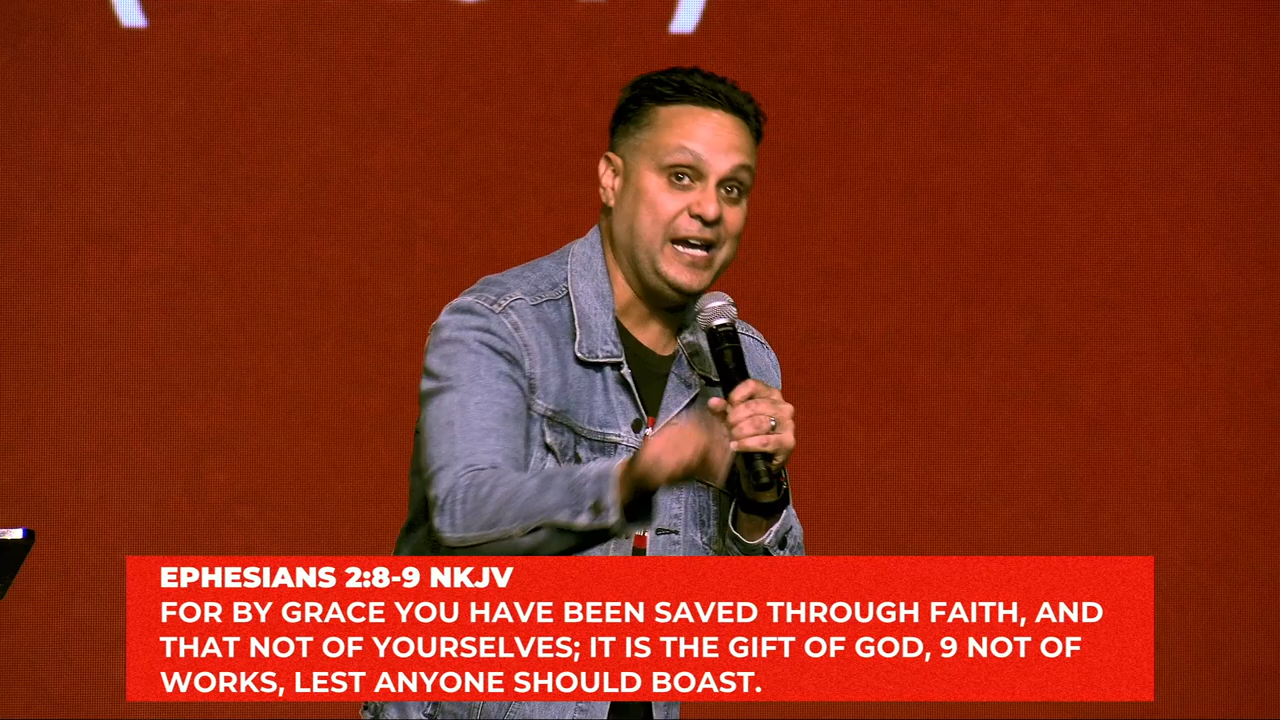 EPHESIANS 2:8-9 NKJV
FOR BY GRACE YOU HAVE BEEN SAVED THROUGH FAITH, AND
THAT NOT OF YOURSELVES; IT IS THE GIFT OF GOD, 9 NOT OF
WORKS, LEST ANYONE SHOULD BOAST.